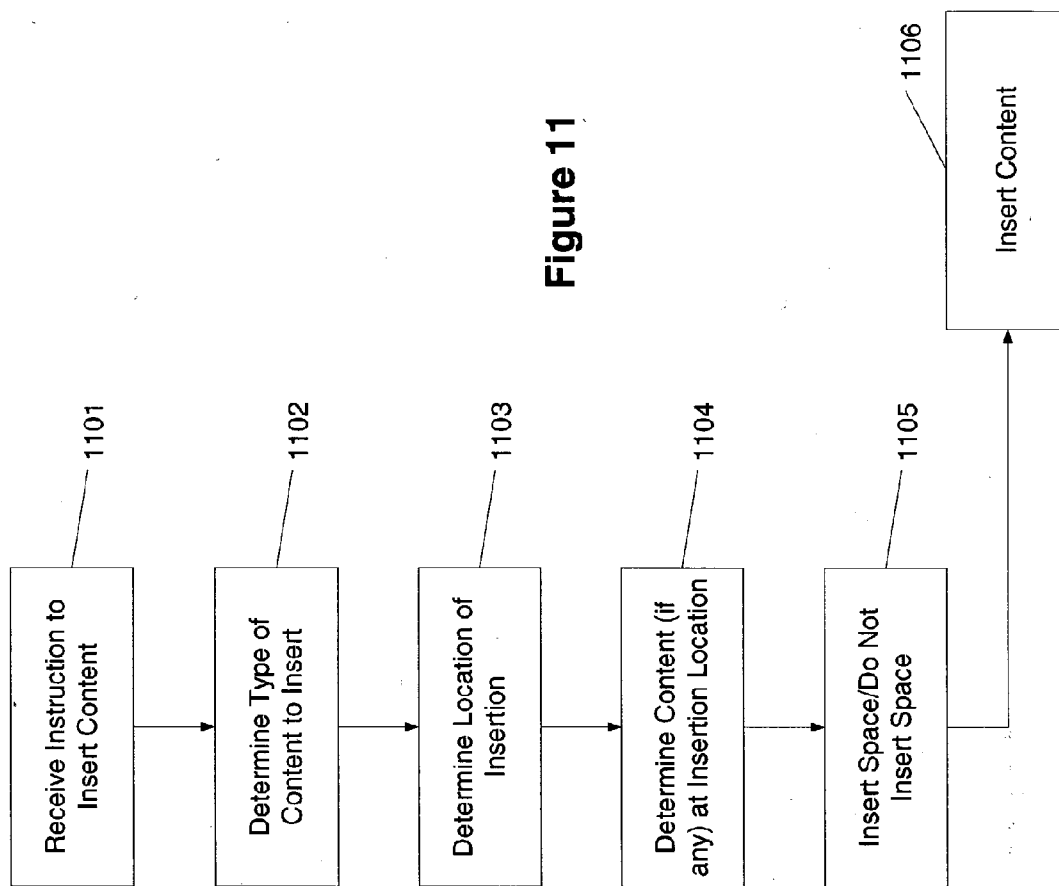 1101
Receive Instruction to
Insert Content
1102
Determine Type of
Content to Insert
1103
Determine Location of
Insertion
1104
Determine Content (if
any) at Insertion Location
1105
Insert Space/Do Not
Insert Space
1106
Insert Content
Figure 11